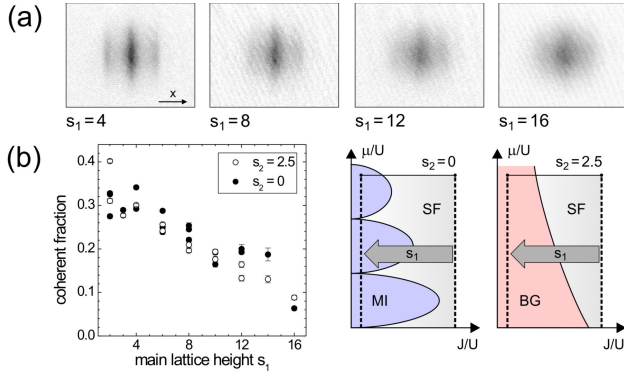 (a)
x
s₁ = 4
s₁ = 8
s₁ = 12
s₁ = 16
(b)
coherent fraction
0.4
0.3
0.2
0.1
0.0
4
8
12
16
main lattice height s₁
s₂ = 2.5
s₂ = 0
μ/U
s₂ = 0
SF
s₁
MI
J/U
μ/U
s₂ = 2.5
SF
s₁
BG
J/U